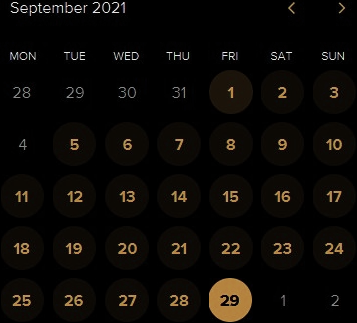 September 2021
MON TUE WED THU FRI SAT SUN
28 29 30 31 1 2 3
4 5 6 7 8 9 10
11 12 13 14 15 16 17
18 19 20 21 22 23 24
25 26 27 28 29 1 2